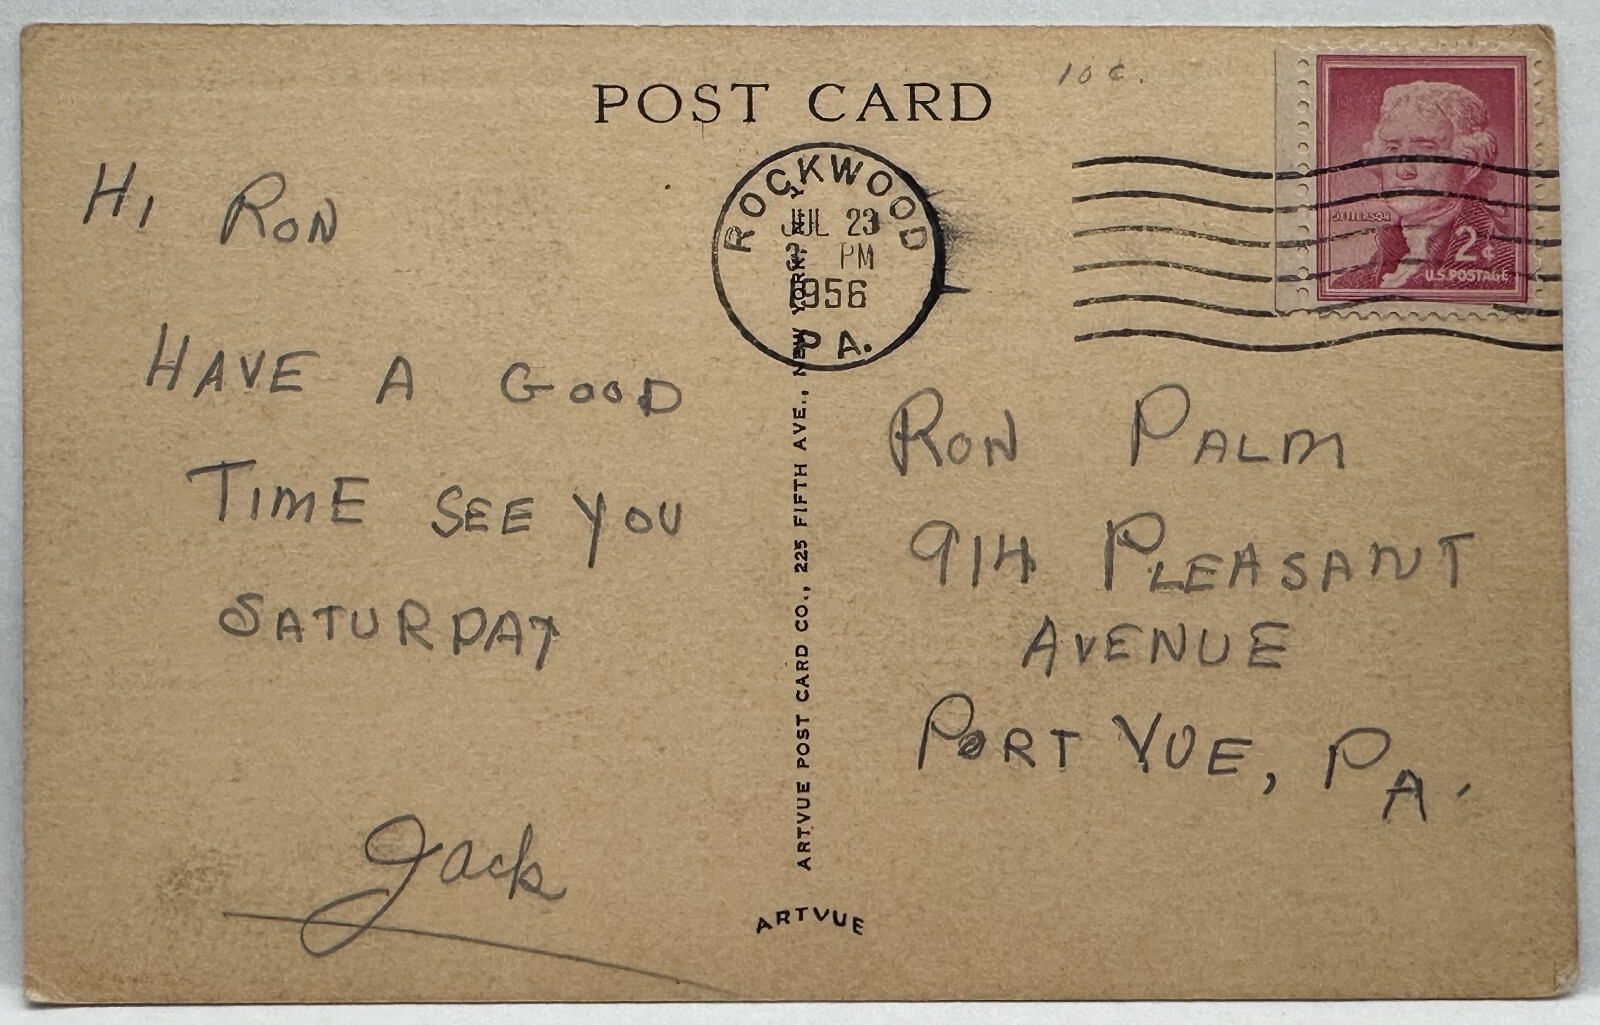 POST CARD
10¢.
HI RON
HAVE A GOOD
TIME SEE YOU
SATURDAY
Jack
ROCKWOOD
JUL 23
PM
1956
PA.
JEFFERSON
2¢
U.S. POSTAGE
ARTVUE POST CARD CO., 225 FIFTH AVE., NEW YORK, N. Y.
ARTVUE
RON PALM
914 PLEASANT
AVENUE
PORT VUE, PA.